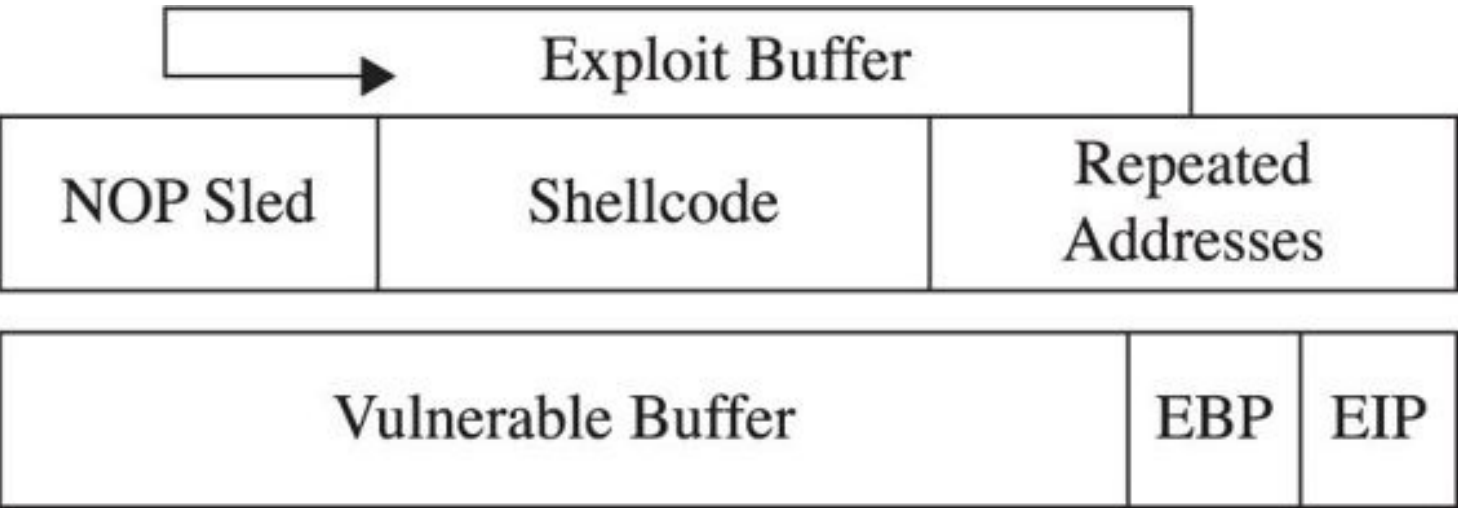 Exploit Buffer
NOP Sled
Shellcode
Repeated
Addresses
Vulnerable Buffer
EBP
EIP